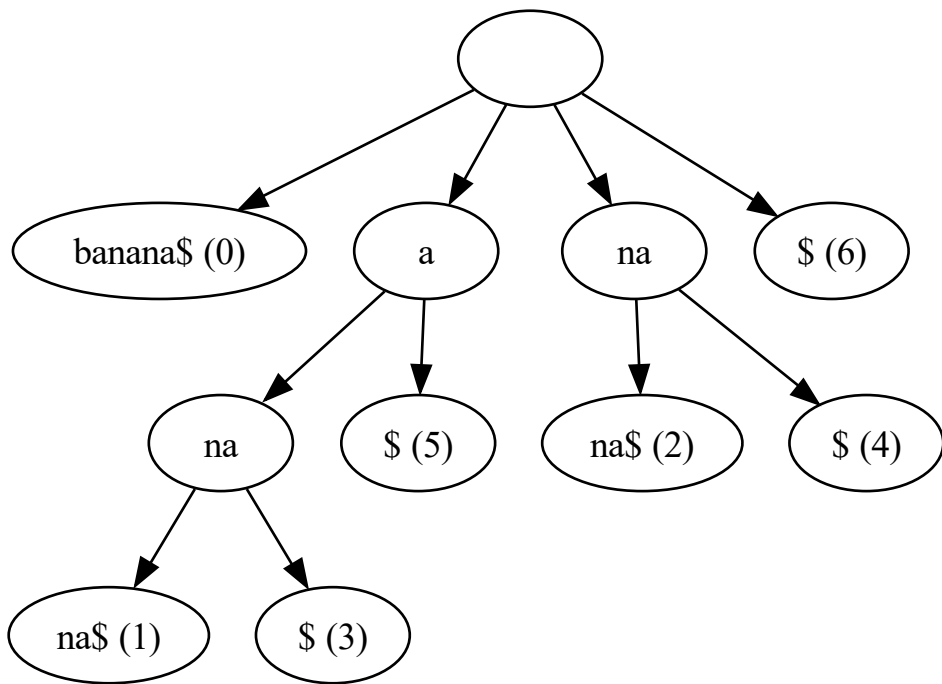 banana$ (0)
a
na
$ (6)
na
$ (5)
na$ (2)
$ (4)
na$ (1)
$ (3)